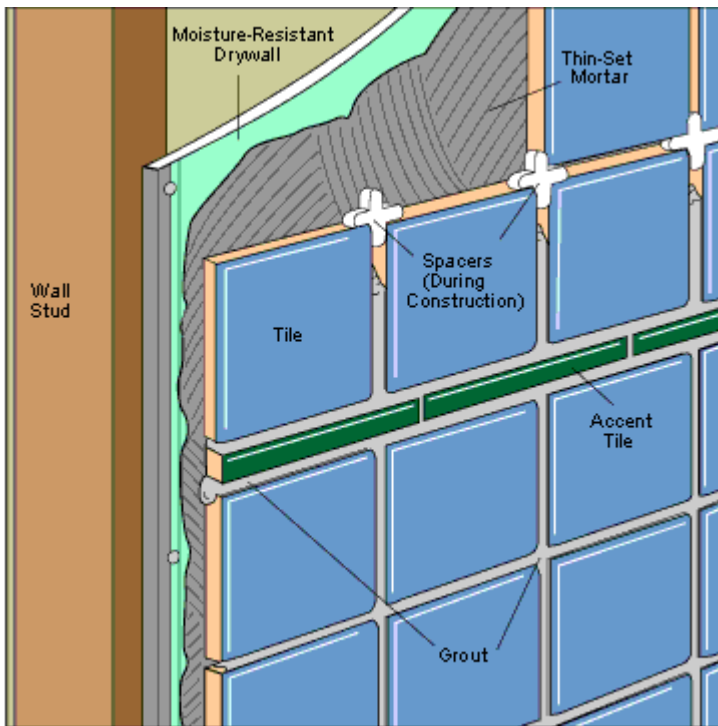 Moisture-Resistant
Drywall
Thin-Set
Mortar
Spacers
(During
Construction)
Wall
Stud
Tile
Accent
Tile
Grout